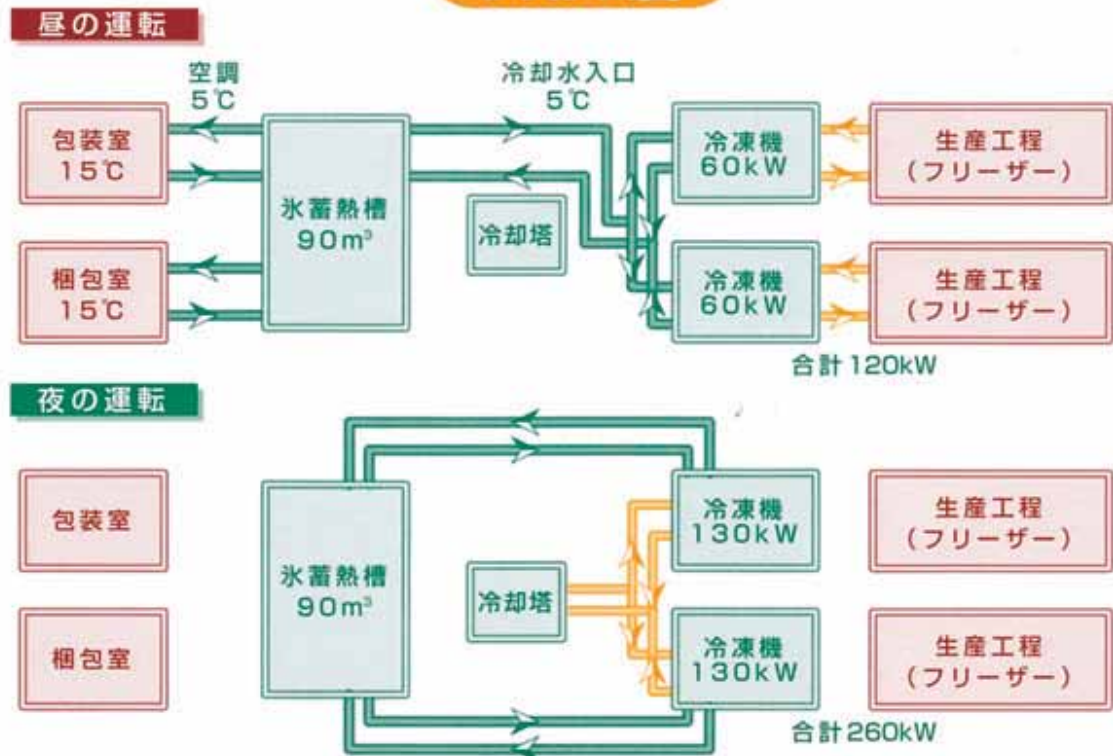 昼の運転
空調
5℃
冷却水入口
5℃
包装室
15℃
氷蓄熱槽
90m³
冷却塔
冷凍機
60kW
生産工程
(フリーザー)
梱包室
15℃
冷凍機
60kW
生産工程
(フリーザー)
合計120kW
夜の運転
包装室
氷蓄熱槽
90m³
冷却塔
冷凍機
130kW
生産工程
(フリーザー)
梱包室
冷凍機
130kW
生産工程
(フリーザー)
合計260kW